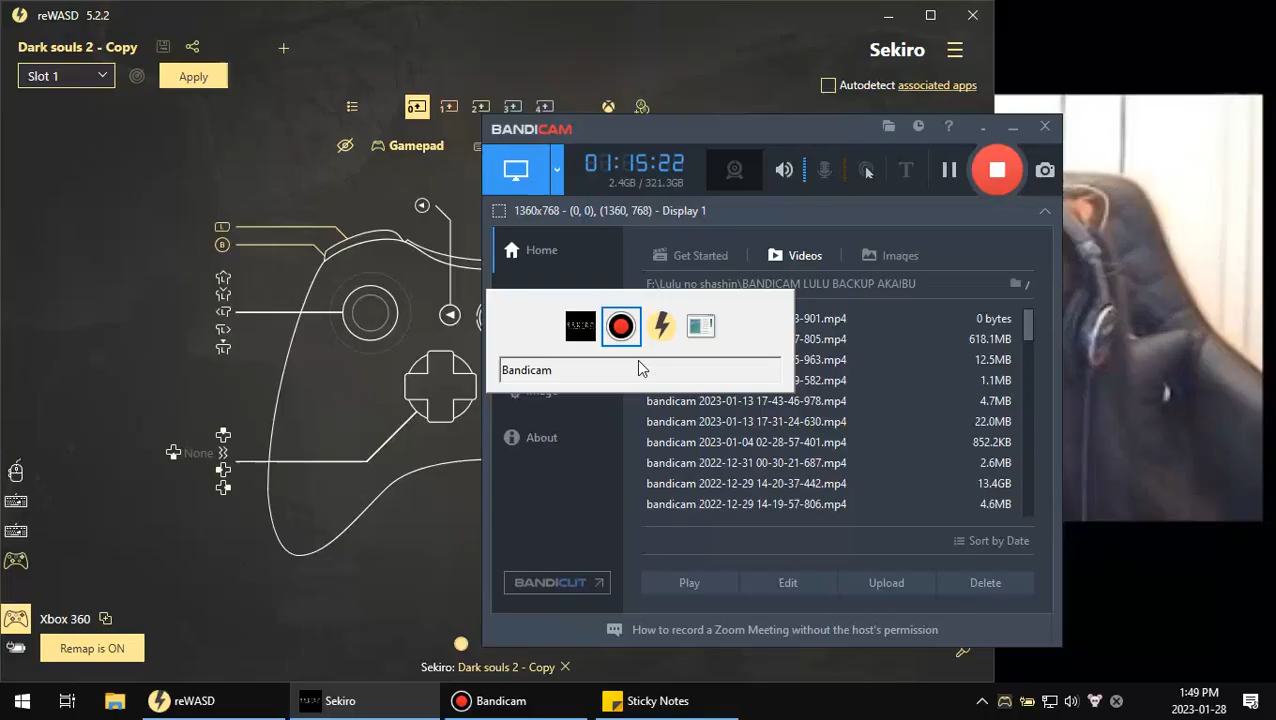 reWASD 5.2.2
Dark souls 2 - Copy
Sekiro
Slot 1
Apply
Autodetect associated apps
0 1 2 3 4
Gamepad
L
B
None
Xbox 360
Remap is ON
Sekiro: Dark souls 2 - Copy
BANDICAM
01:15:22
2.4GB / 321.3GB
T
1360x768 - (0, 0), (1360, 768) - Display 1
Home
Get Started
Videos
Images
F:\Lulu no shashin\BANDICAM LULU BACKUP AKAIBU
3-901.mp4 0 bytes
7-805.mp4 618.1MB
5-963.mp4 12.5MB
9-582.mp4 1.1MB
SEKIRO
Bandicam
bandicam 2023-01-13 17-43-46-978.mp4 4.7MB
bandicam 2023-01-13 17-31-24-630.mp4 22.0MB
bandicam 2023-01-04 02-28-57-401.mp4 852.2KB
bandicam 2022-12-31 00-30-21-687.mp4 2.6MB
bandicam 2022-12-29 14-20-37-442.mp4 13.4GB
bandicam 2022-12-29 14-19-57-806.mp4 4.6MB
About
Sort by Date
BANDICUT
Play
Edit
Upload
Delete
How to record a Zoom Meeting without the host's permission
reWASD
Sekiro
Bandicam
Sticky Notes
1:49 PM
2023-01-28